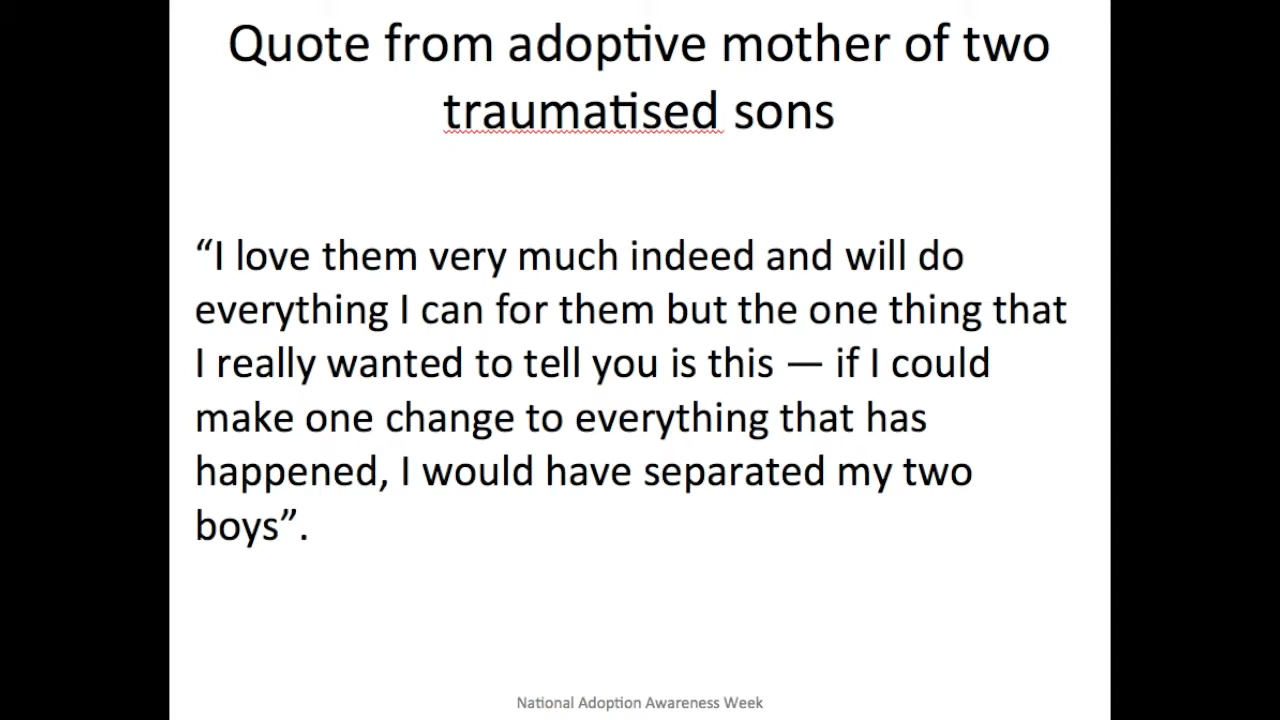 Quote from adoptive mother of two
traumatised sons
“I love them very much indeed and will do
everything I can for them but the one thing that
I really wanted to tell you is this — if I could
make one change to everything that has
happened, I would have separated my two
boys”.
National Adoption Awareness Week